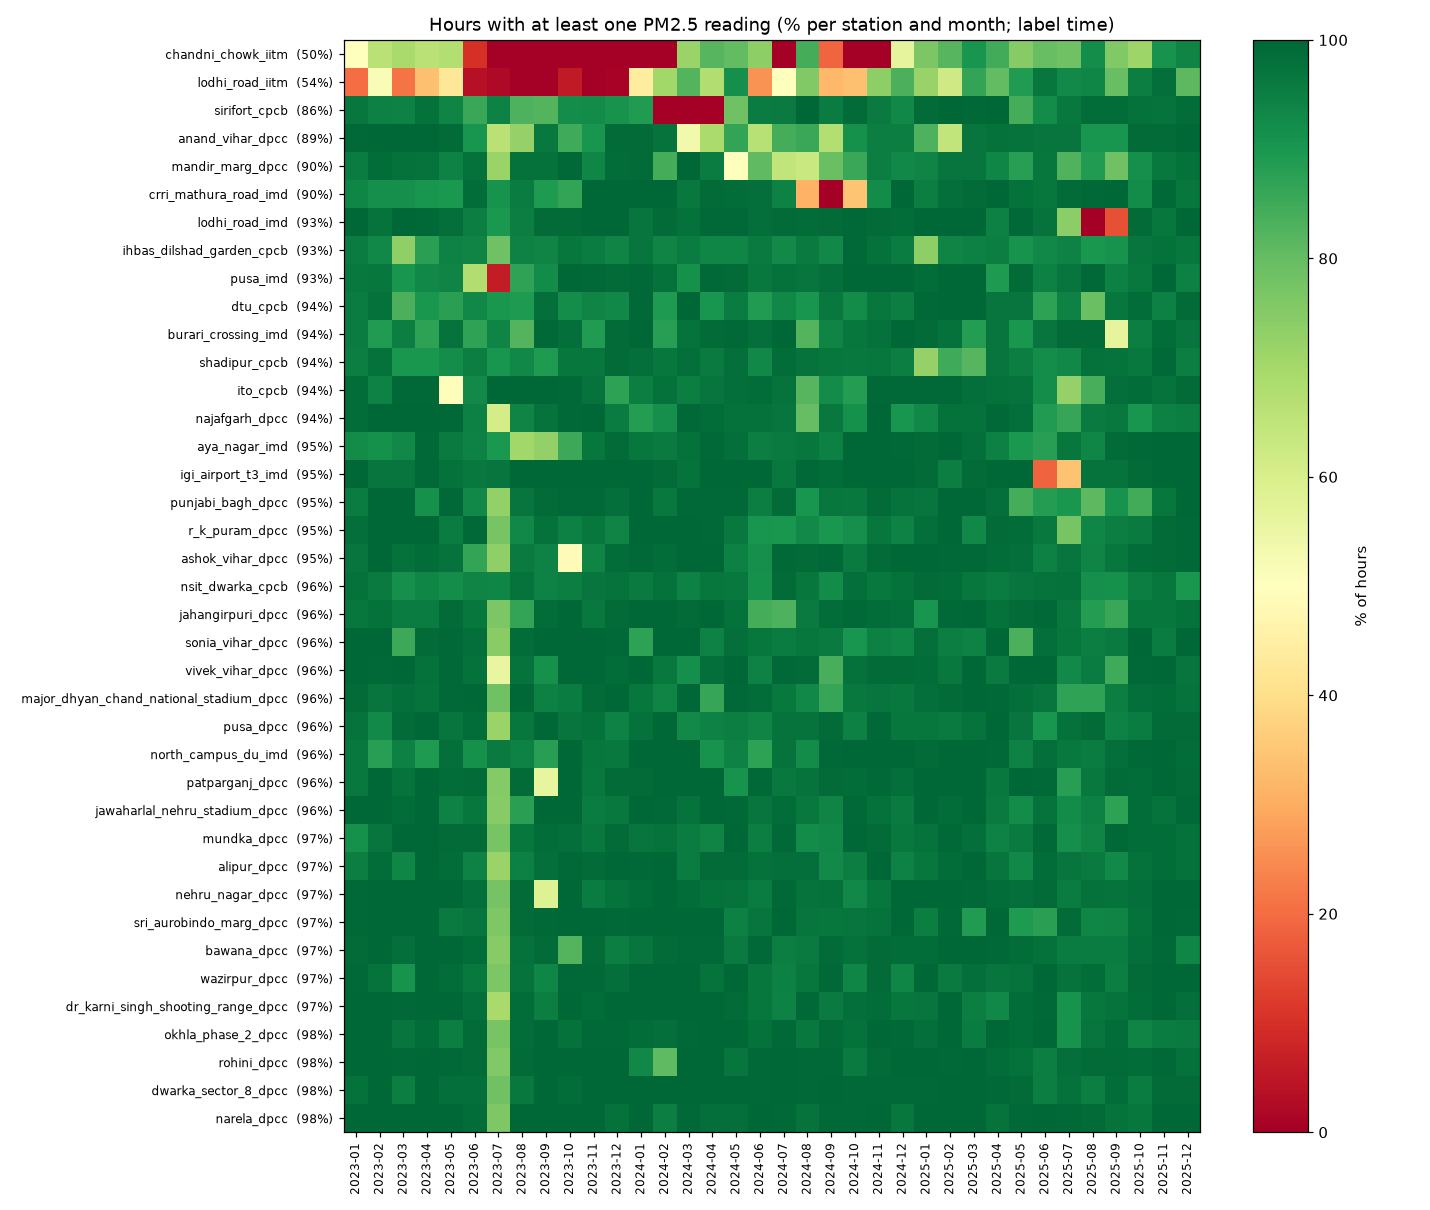 Hours with at least one PM2.5 reading (% per station and month; label time)
chandni_chowk_iitm (50%)
lodhi_road_iitm (54%)
sirifort_cpcb (86%)
anand_vihar_dpcc (89%)
mandir_marg_dpcc (90%)
crri_mathura_road_imd (90%)
lodhi_road_imd (93%)
ihbas_dilshad_garden_cpcb (93%)
pusa_imd (93%)
dtu_cpcb (94%)
burari_crossing_imd (94%)
shadipur_cpcb (94%)
ito_cpcb (94%)
najafgarh_dpcc (94%)
aya_nagar_imd (95%)
igi_airport_t3_imd (95%)
punjabi_bagh_dpcc (95%)
r_k_puram_dpcc (95%)
ashok_vihar_dpcc (95%)
nsit_dwarka_cpcb (96%)
jahangirpuri_dpcc (96%)
sonia_vihar_dpcc (96%)
vivek_vihar_dpcc (96%)
major_dhyan_chand_national_stadium_dpcc (96%)
pusa_dpcc (96%)
north_campus_du_imd (96%)
patparganj_dpcc (96%)
jawaharlal_nehru_stadium_dpcc (96%)
mundka_dpcc (97%)
alipur_dpcc (97%)
nehru_nagar_dpcc (97%)
sri_aurobindo_marg_dpcc (97%)
bawana_dpcc (97%)
wazirpur_dpcc (97%)
dr_karni_singh_shooting_range_dpcc (97%)
okhla_phase_2_dpcc (98%)
rohini_dpcc (98%)
dwarka_sector_8_dpcc (98%)
narela_dpcc (98%)
2023-01
2023-02
2023-03
2023-04
2023-05
2023-06
2023-07
2023-08
2023-09
2023-10
2023-11
2023-12
2024-01
2024-02
2024-03
2024-04
2024-05
2024-06
2024-07
2024-08
2024-09
2024-10
2024-11
2024-12
2025-01
2025-02
2025-03
2025-04
2025-05
2025-06
2025-07
2025-08
2025-09
2025-10
2025-11
2025-12
100
80
60
40
20
0
% of hours